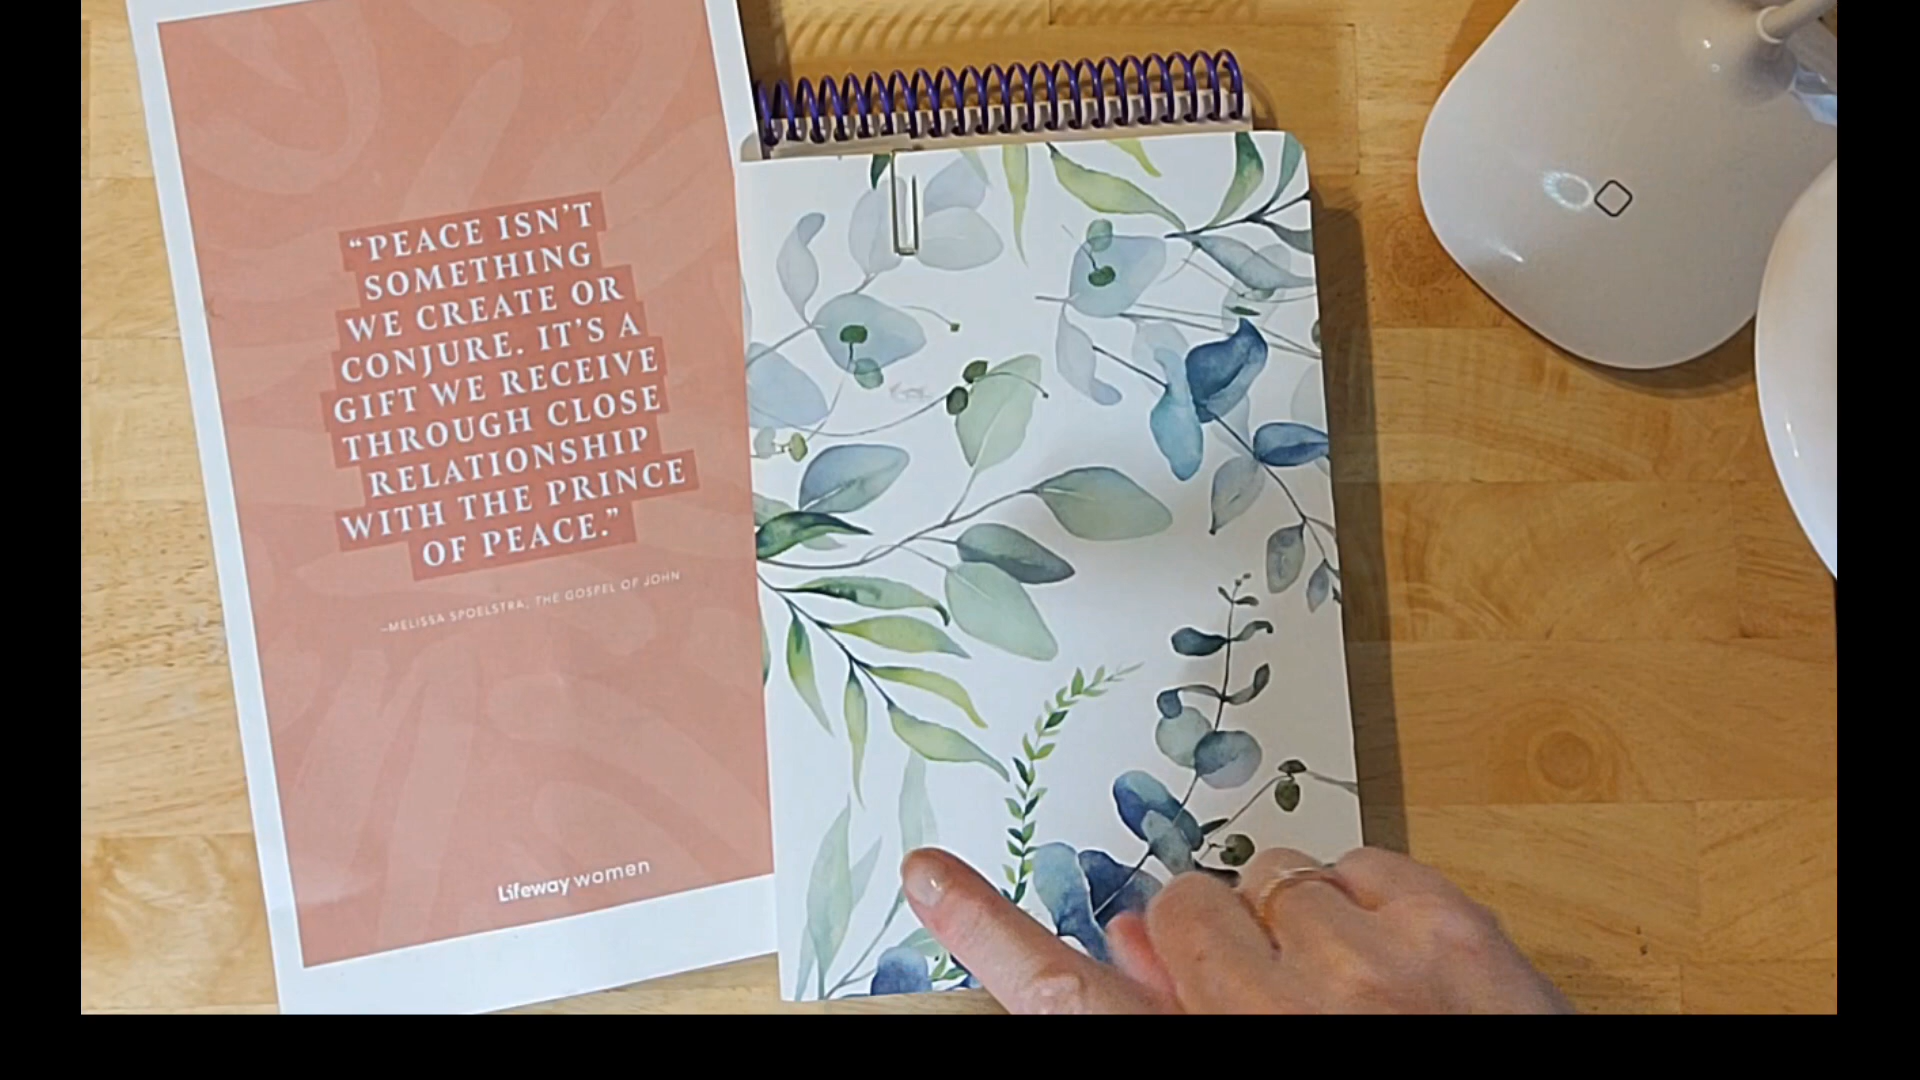 “PEACE ISN’T
SOMETHING
WE CREATE OR
CONJURE. IT’S A
GIFT WE RECEIVE
THROUGH CLOSE
RELATIONSHIP
WITH THE PRINCE
OF PEACE.”
–MELISSA SPOELSTRA, THE GOSPEL OF JOHN
Lifeway women